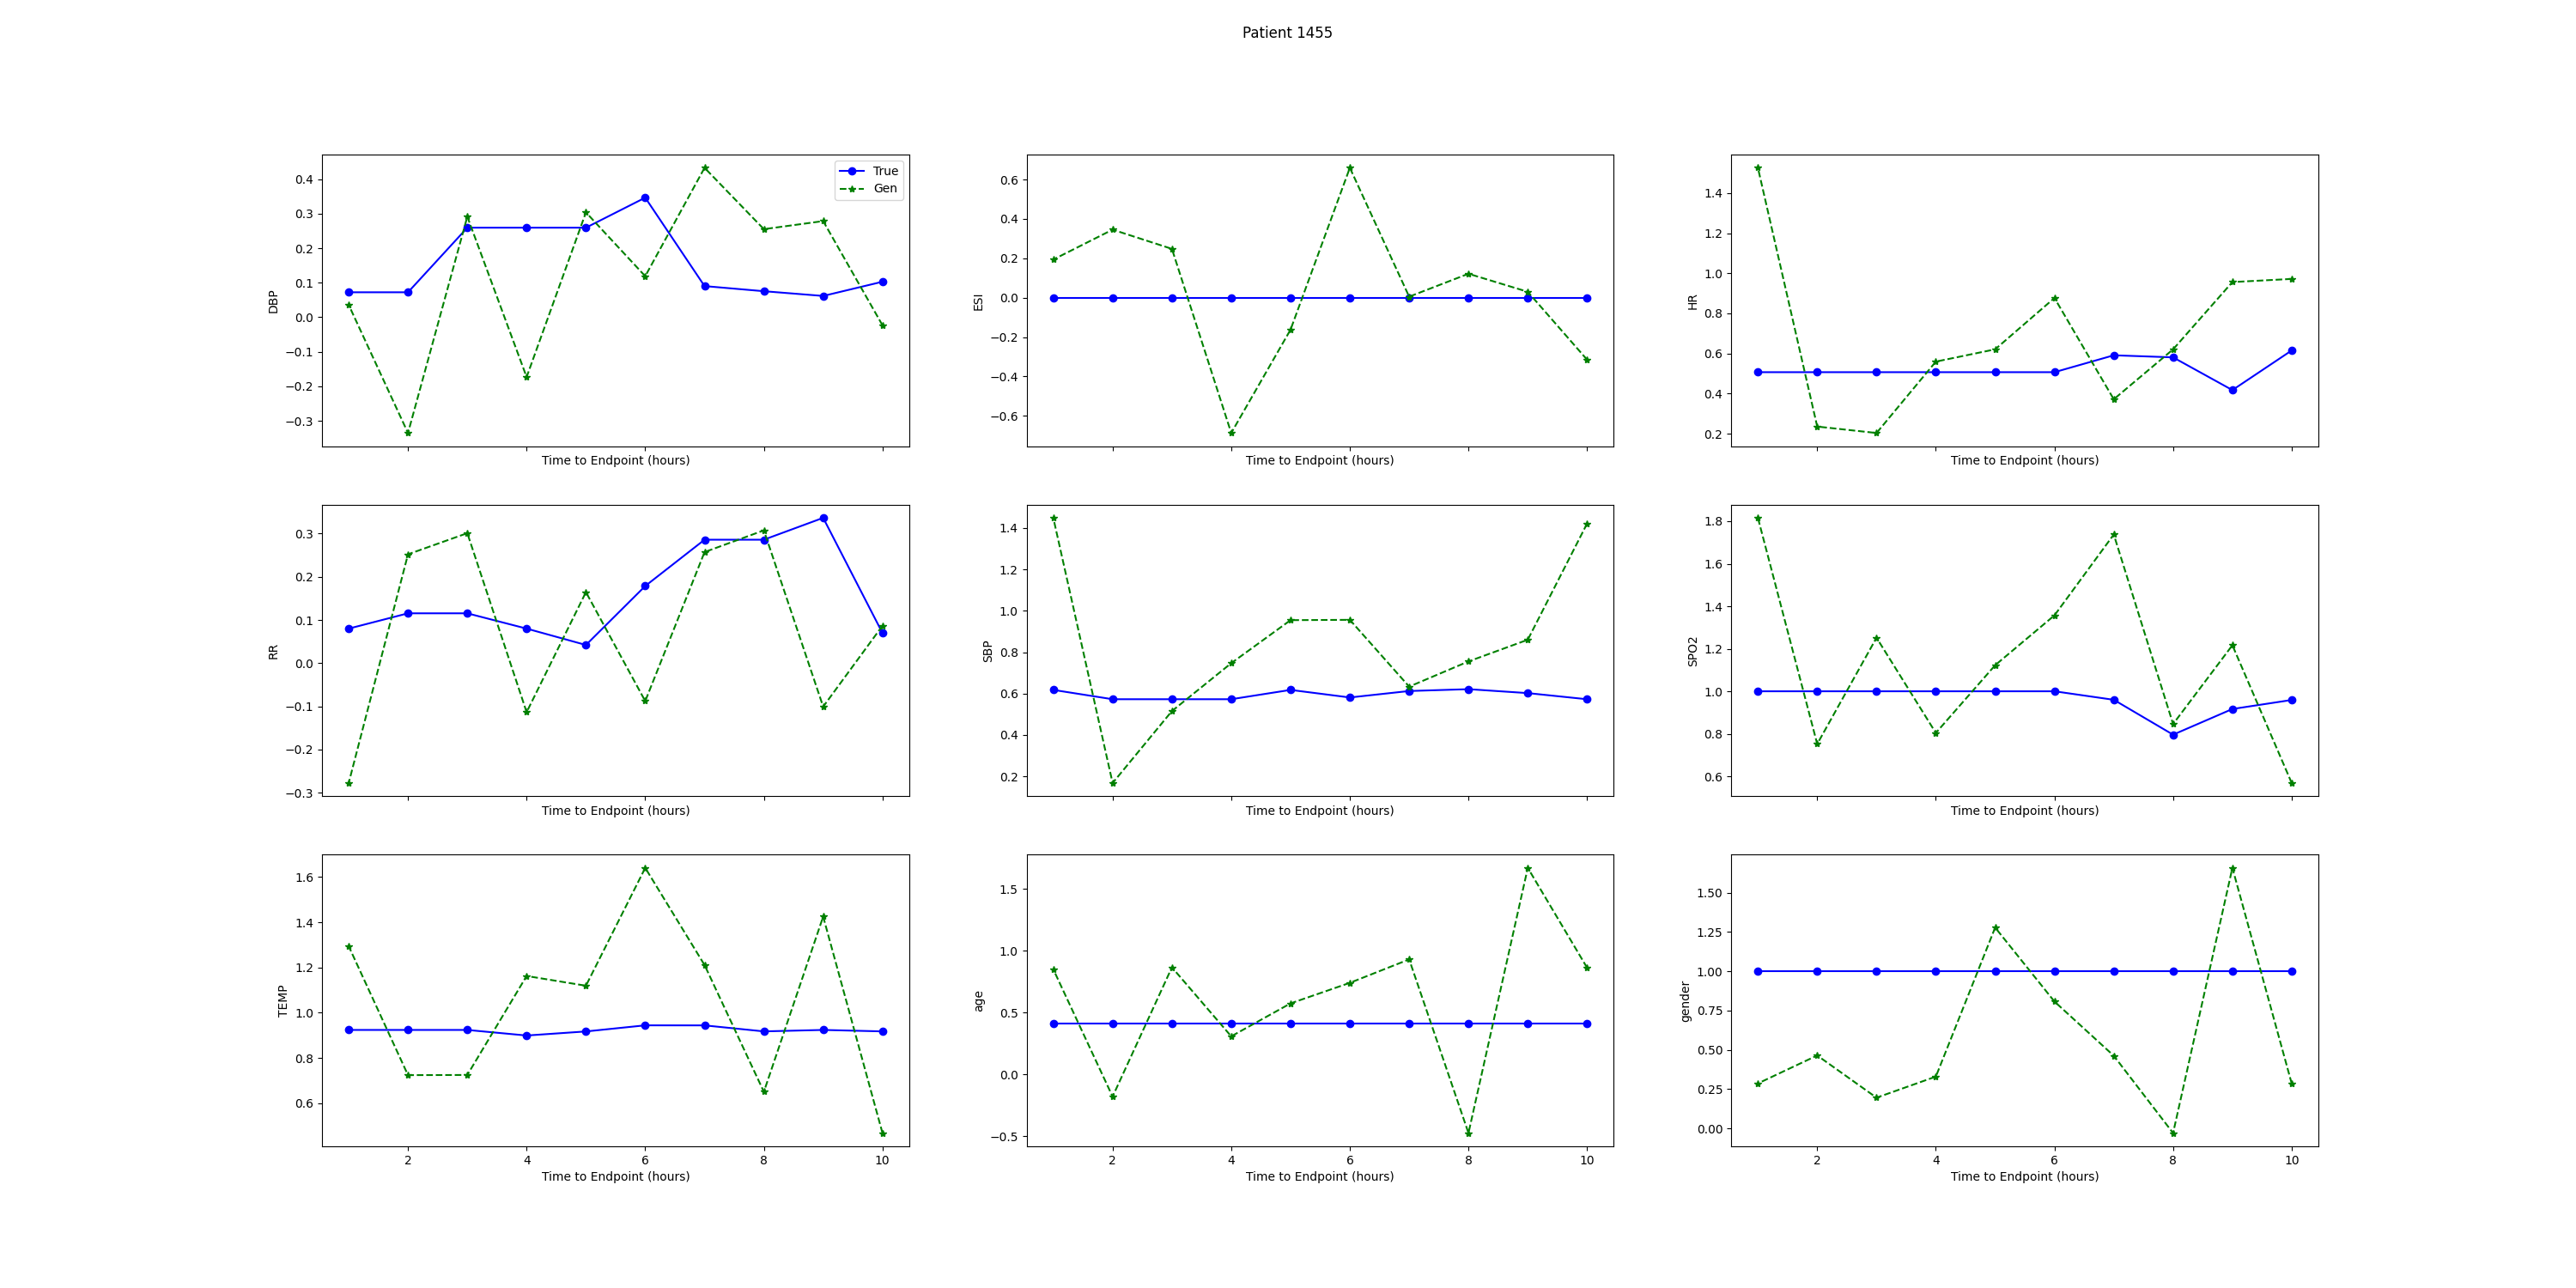 Patient 1455
DBP
0.4
0.3
0.2
0.1
0.0
−0.1
−0.2
−0.3
True
Gen
Time to Endpoint (hours)
ESI
0.6
0.4
0.2
0.0
−0.2
−0.4
−0.6
Time to Endpoint (hours)
HR
1.4
1.2
1.0
0.8
0.6
0.4
0.2
Time to Endpoint (hours)
RR
0.3
0.2
0.1
0.0
−0.1
−0.2
−0.3
Time to Endpoint (hours)
SBP
1.4
1.2
1.0
0.8
0.6
0.4
0.2
Time to Endpoint (hours)
SPO2
1.8
1.6
1.4
1.2
1.0
0.8
0.6
Time to Endpoint (hours)
TEMP
1.6
1.4
1.2
1.0
0.8
0.6
2 4 6 8 10
Time to Endpoint (hours)
age
1.5
1.0
0.5
0.0
−0.5
2 4 6 8 10
Time to Endpoint (hours)
gender
1.50
1.25
1.00
0.75
0.50
0.25
0.00
2 4 6 8 10
Time to Endpoint (hours)